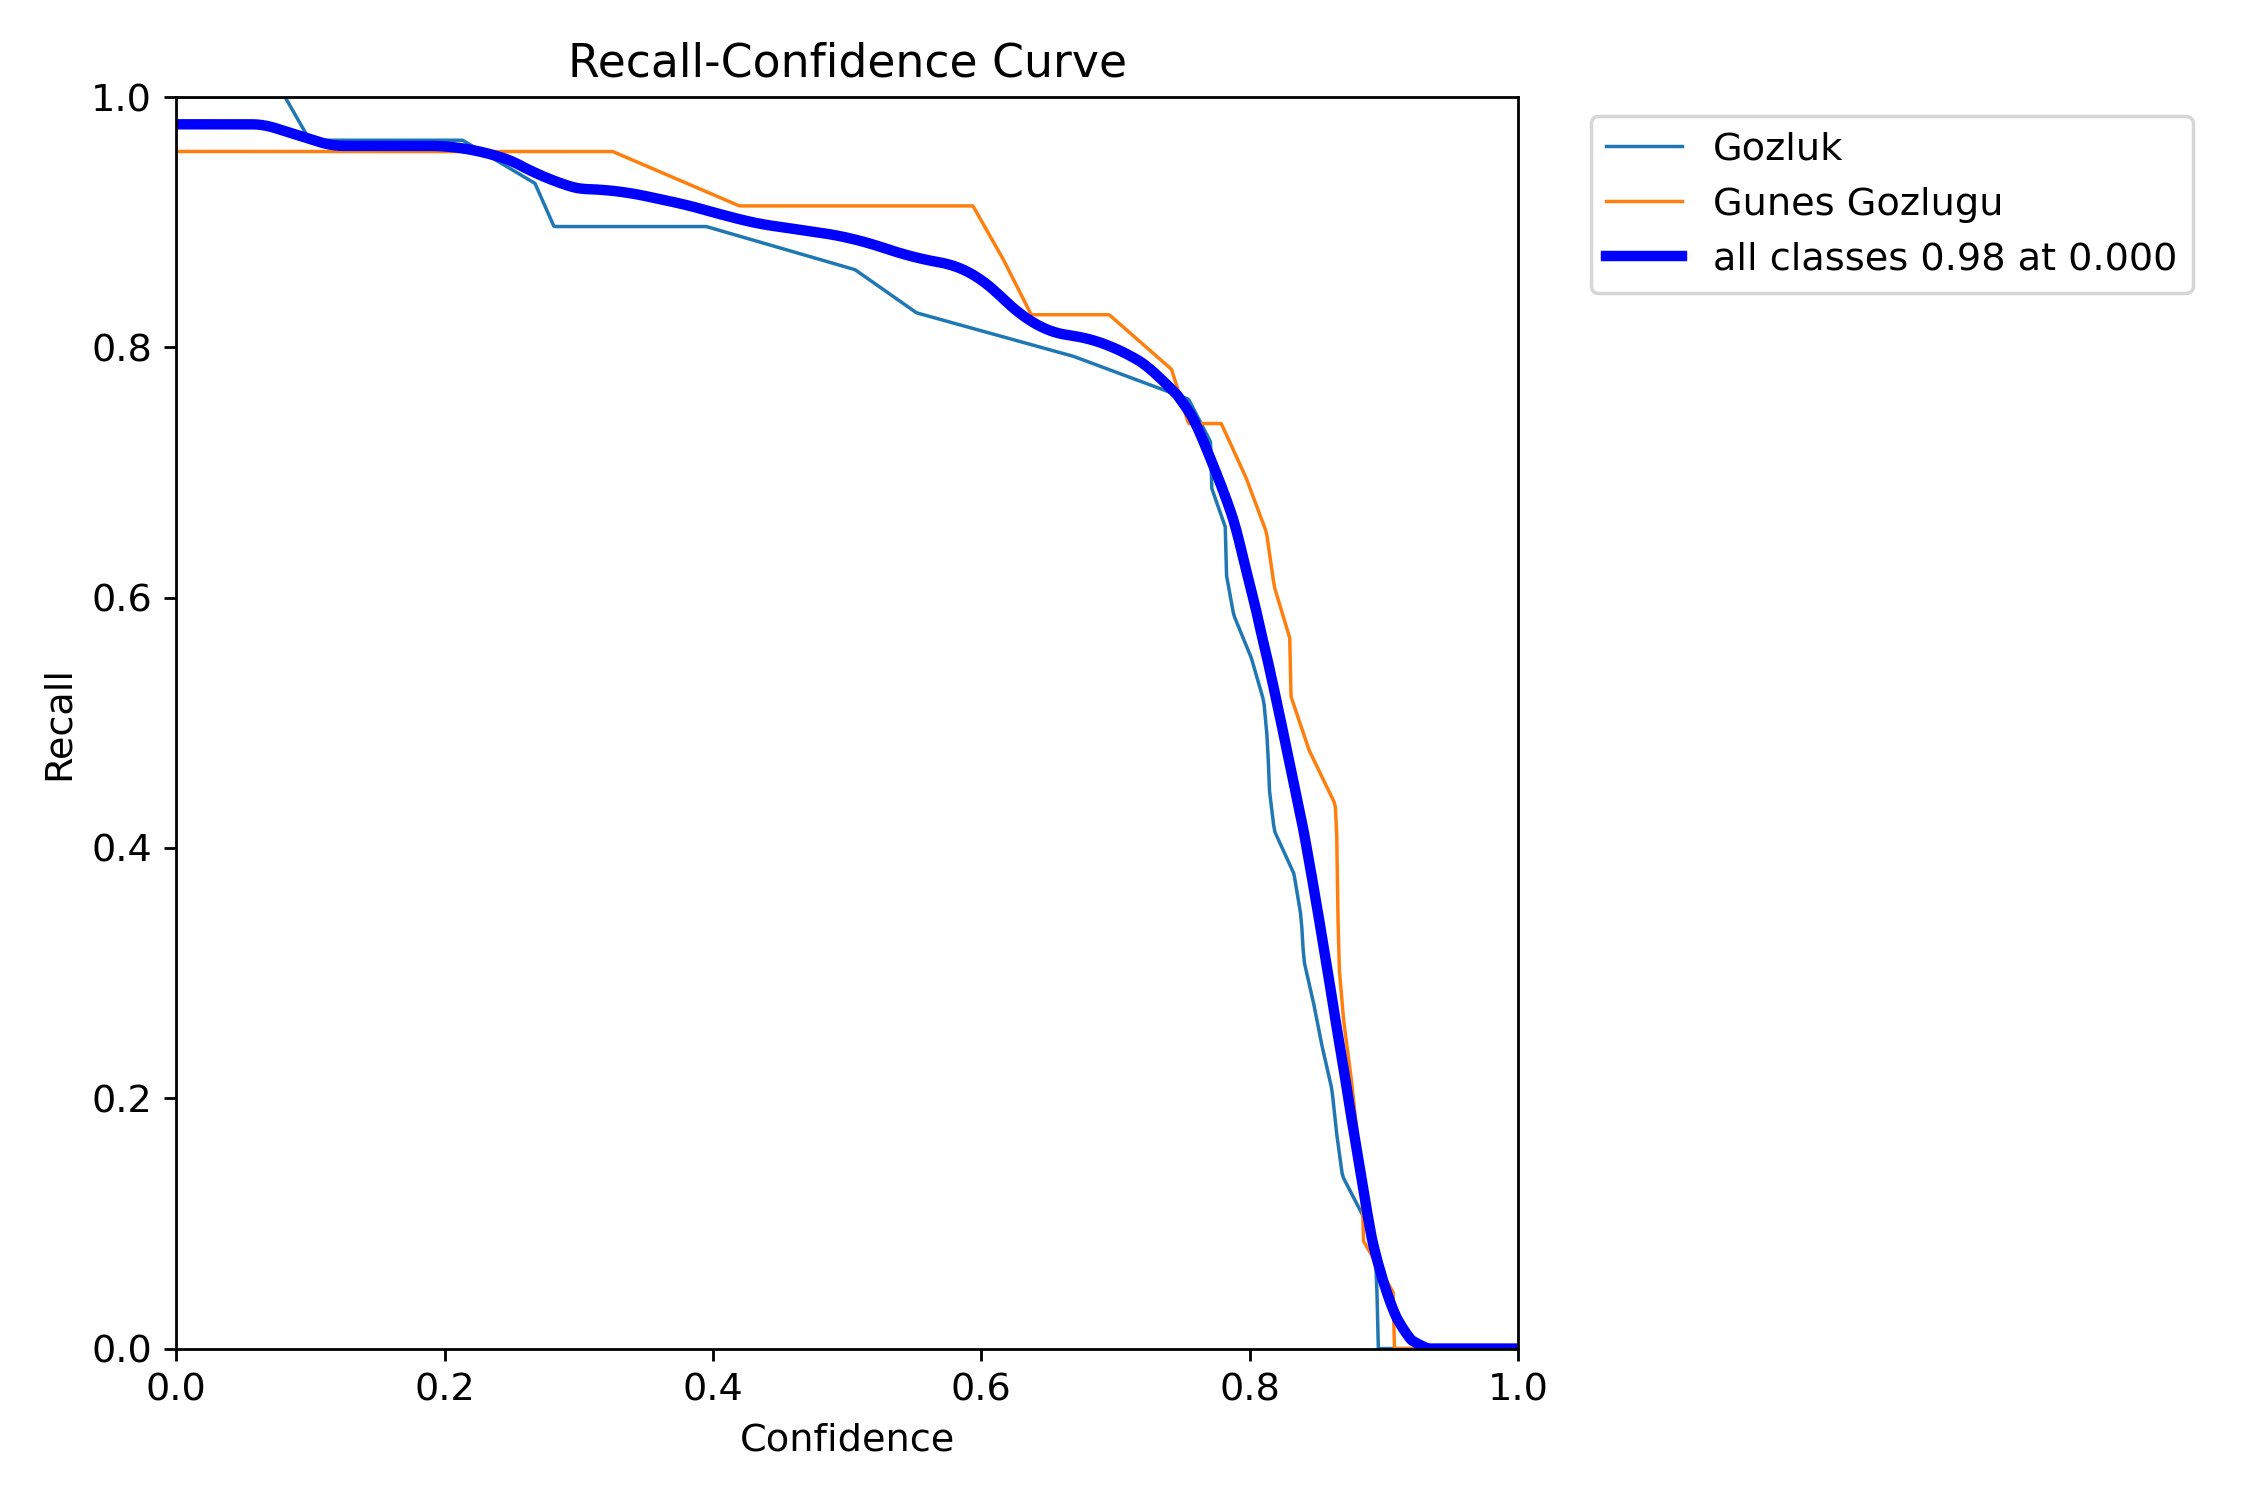 Recall-Confidence Curve
1.0
0.8
0.6
0.4
0.2
0.0
Recall
0.0 0.2 0.4 0.6 0.8 1.0
Confidence
Gozluk
Gunes Gozlugu
all classes 0.98 at 0.000